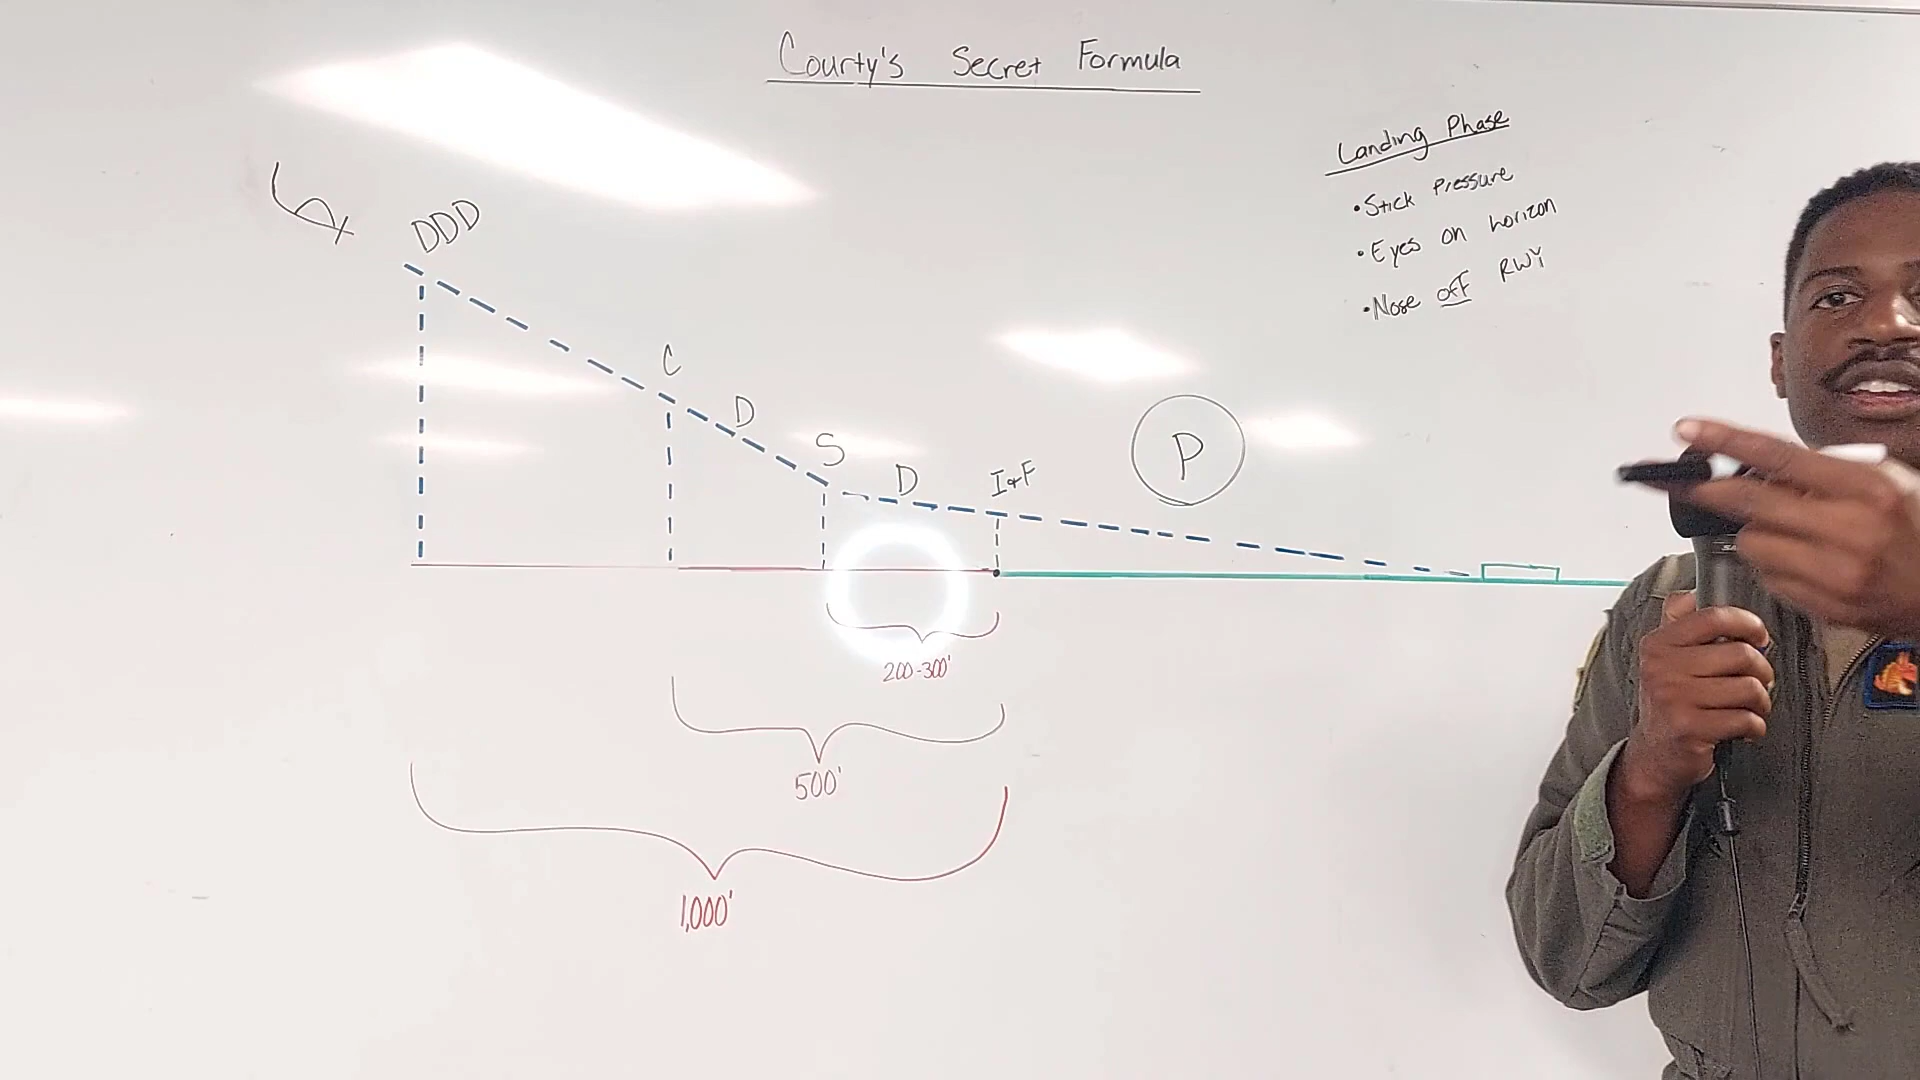 Courty's Secret Formula
Landing Phase
• Stick Pressure
• Eyes on horizon
• Nose off RWY
DDD
C
D
S
D
I&F
P
200-300'
500'
1,000'